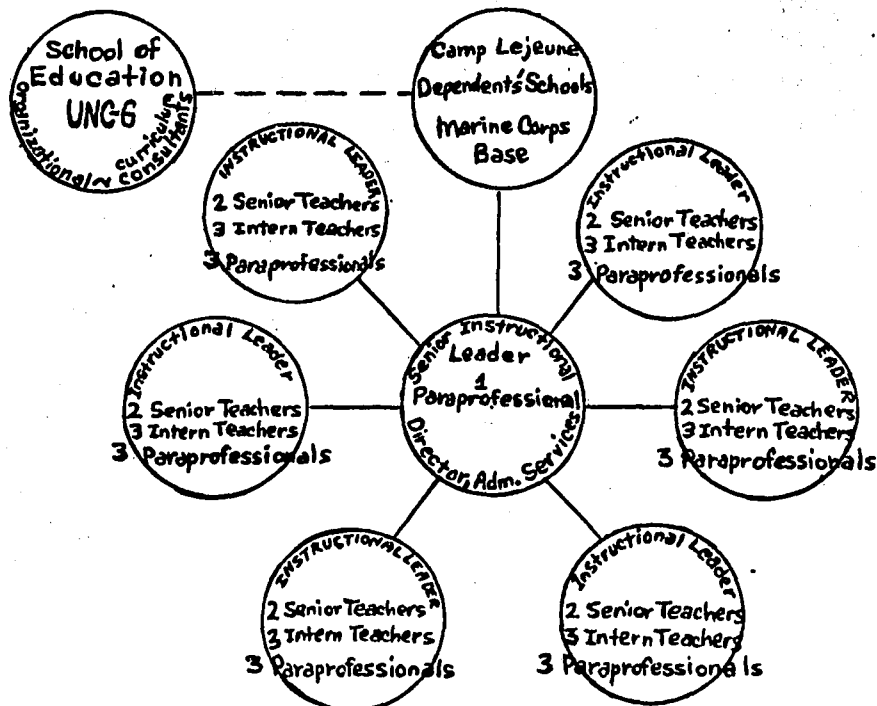 School of
Education
UNC-G
organizational ~ curriculum
consultants
Camp Lejeune
Dependents' Schools
Marine Corps
Base
INSTRUCTIONAL LEADER
2 Senior Teachers
3 Intern Teachers
3 Paraprofessionals
Instructional Leader
2 Senior Teachers
3 Intern Teachers
3 Paraprofessionals
Instructional Leader
2 Senior Teachers
3 Intern Teachers
3 Paraprofessionals
Senior Instructional
Leader
1
Paraprofessional
Director, Adm. Services
INSTRUCTIONAL LEADER
2 Senior Teachers
3 Intern Teachers
3 Paraprofessionals
INSTRUCTIONAL LEADER
2 Senior Teachers
3 Intern Teachers
3 Paraprofessionals
Instructional Leader
2 Senior Teachers
3 Intern Teachers
3 Paraprofessionals